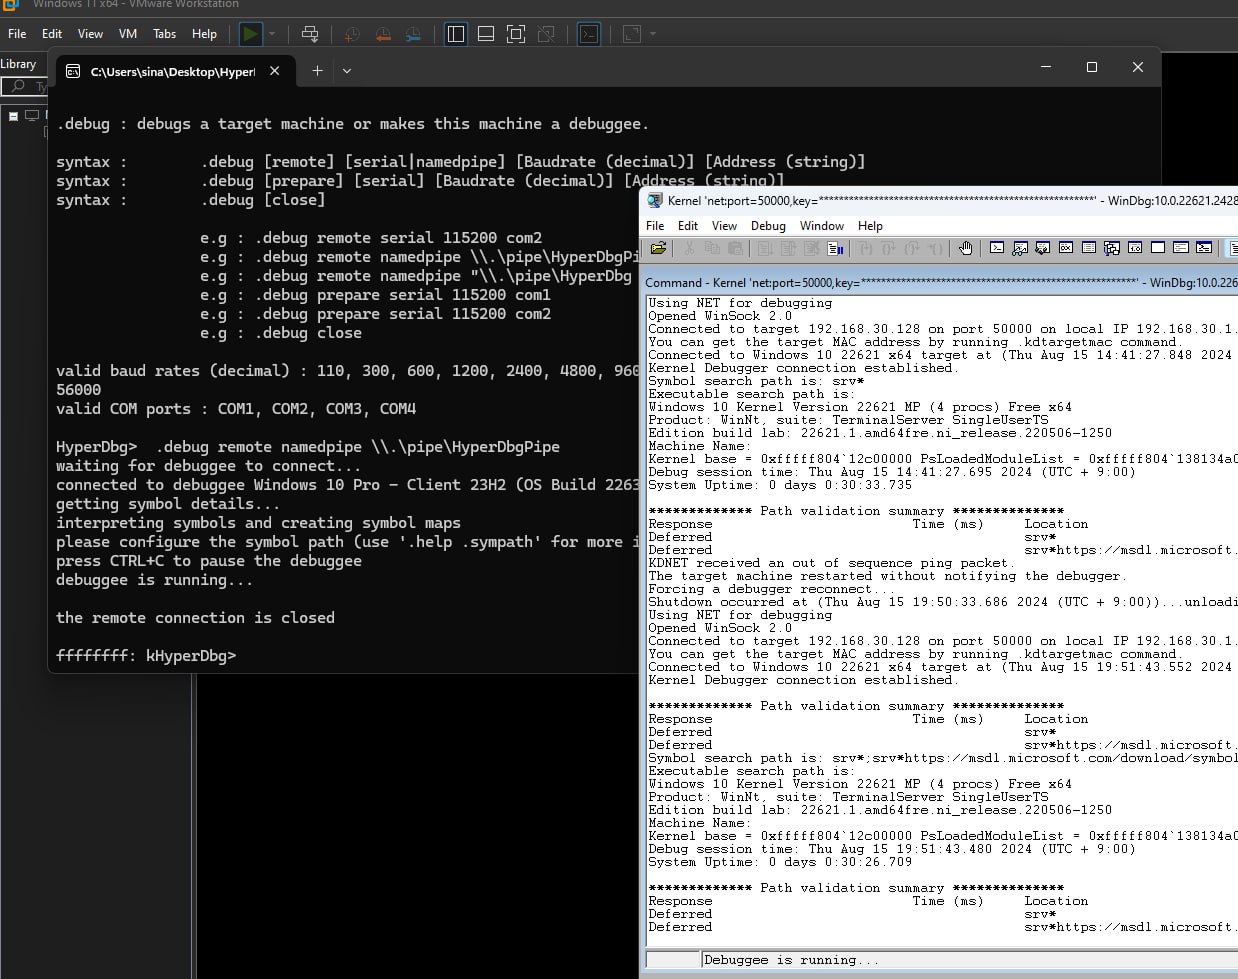 Windows 11 x64 - VMware Workstation
File Edit View VM Tabs Help
Library
C:\Users\sina\Desktop\Hyper
.debug : debugs a target machine or makes this machine a debuggee.
syntax : .debug [remote] [serial|namedpipe] [Baudrate (decimal)] [Address (string)]
syntax : .debug [prepare] [serial] [Baudrate (decimal)] [Address (string)]
syntax : .debug [close]
e.g : .debug remote serial 115200 com2
e.g : .debug remote namedpipe \\.\pipe\HyperDbgPi
e.g : .debug remote namedpipe "\\.\pipe\HyperDbg
e.g : .debug prepare serial 115200 com1
e.g : .debug prepare serial 115200 com2
e.g : .debug close
valid baud rates (decimal) : 110, 300, 600, 1200, 2400, 4800, 960
56000
valid COM ports : COM1, COM2, COM3, COM4
HyperDbg> .debug remote namedpipe \\.\pipe\HyperDbgPipe
waiting for debuggee to connect...
connected to debuggee Windows 10 Pro - Client 23H2 (OS Build 2263
getting symbol details...
interpreting symbols and creating symbol maps
please configure the symbol path (use '.help .sympath' for more i
press CTRL+C to pause the debuggee
debuggee is running...
the remote connection is closed
ffffffff: kHyperDbg>
Kernel 'net:port=50000,key=*******************************************************' - WinDbg:10.0.22621.2428
File Edit View Debug Window Help
Command - Kernel 'net:port=50000,key=*******************************************************' - WinDbg:10.0.226
Using NET for debugging
Opened WinSock 2.0
Connected to target 192.168.30.128 on port 50000 on local IP 192.168.30.1.
You can get the target MAC address by running .kdtargetmac command.
Connected to Windows 10 22621 x64 target at (Thu Aug 15 14:41:27.848 2024
Kernel Debugger connection established.
Symbol search path is: srv*
Executable search path is:
Windows 10 Kernel Version 22621 MP (4 procs) Free x64
Product: WinNt, suite: TerminalServer SingleUserTS
Edition build lab: 22621.1.amd64fre.ni_release.220506-1250
Machine Name:
Kernel base = 0xfffff804`12c00000 PsLoadedModuleList = 0xfffff804`138134a0
Debug session time: Thu Aug 15 14:41:27.695 2024 (UTC + 9:00)
System Uptime: 0 days 0:30:33.735
************* Path validation summary **************
Response Time (ms) Location
Deferred srv*
Deferred srv*https://msdl.microsoft.
KDNET received an out of sequence ping packet.
The target machine restarted without notifying the debugger.
Forcing a debugger reconnect...
Shutdown occurred at (Thu Aug 15 19:50:33.686 2024 (UTC + 9:00))...unloadi
Using NET for debugging
Opened WinSock 2.0
Connected to target 192.168.30.128 on port 50000 on local IP 192.168.30.1.
You can get the target MAC address by running .kdtargetmac command.
Connected to Windows 10 22621 x64 target at (Thu Aug 15 19:51:43.552 2024
Kernel Debugger connection established.
************* Path validation summary **************
Response Time (ms) Location
Deferred srv*
Deferred srv*https://msdl.microsoft.
Symbol search path is: srv*;srv*https://msdl.microsoft.com/download/symbol
Executable search path is:
Windows 10 Kernel Version 22621 MP (4 procs) Free x64
Product: WinNt, suite: TerminalServer SingleUserTS
Edition build lab: 22621.1.amd64fre.ni_release.220506-1250
Machine Name:
Kernel base = 0xfffff804`12c00000 PsLoadedModuleList = 0xfffff804`138134a0
Debug session time: Thu Aug 15 19:51:43.480 2024 (UTC + 9:00)
System Uptime: 0 days 0:30:26.709
************* Path validation summary **************
Response Time (ms) Location
Deferred srv*
Deferred srv*https://msdl.microsoft.
Debuggee is running...